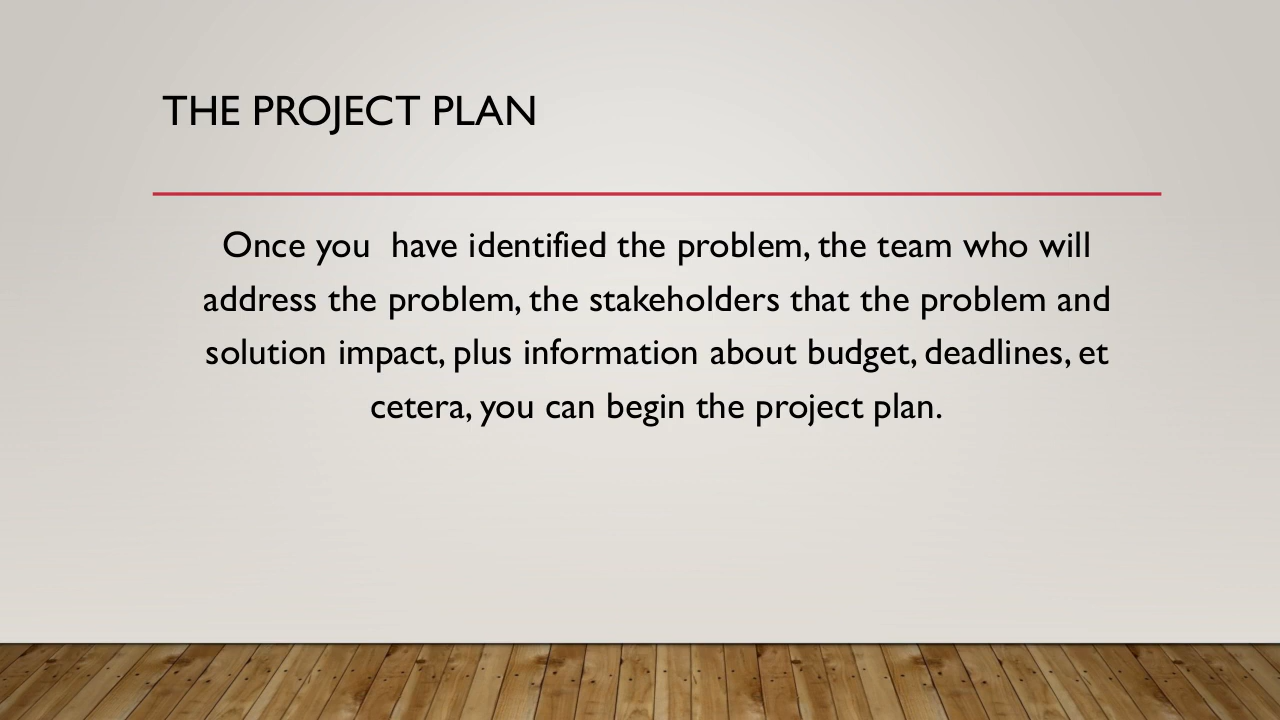 THE PROJECT PLAN
Once you  have identified the problem, the team who will
address the problem, the stakeholders that the problem and
solution impact, plus information about budget, deadlines, et
cetera, you can begin the project plan.